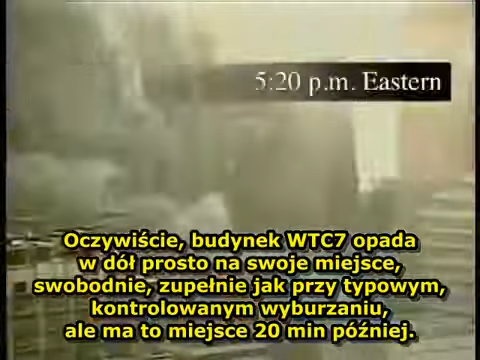 5:20 p.m. Eastern
Oczywiście, budynek WTC7 opada
w dół prosto na swoje miejsce,
swobodnie, zupełnie jak przy typowym,
kontrolowanym wyburzaniu,
ale ma to miejsce 20 min później.